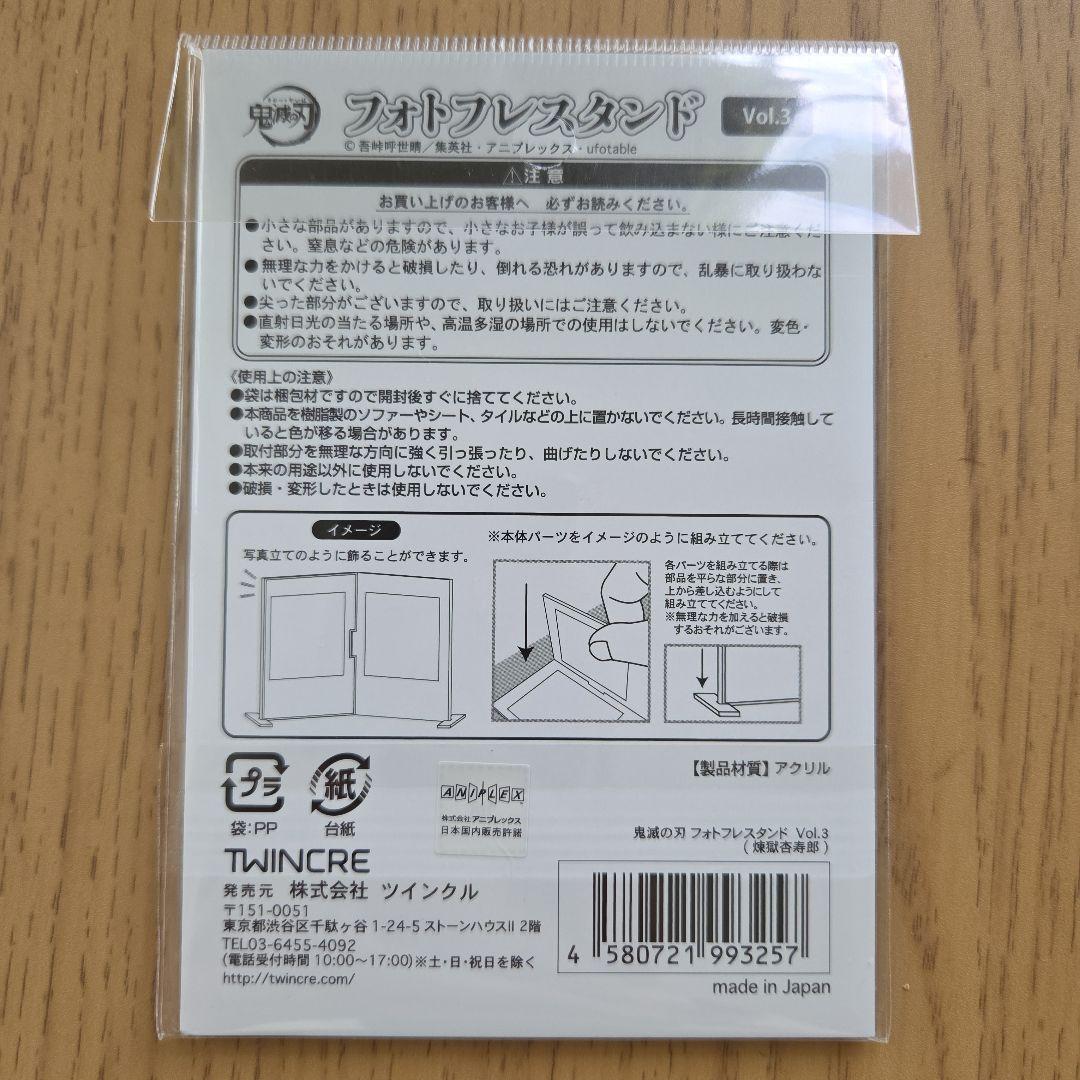 鬼滅の刃 フォトフレスタンド Vol.3
© 吾峠呼世晴／集英社・アニプレックス・ufotable
⚠注意
お買い上げのお客様へ 必ずお読みください。
●小さな部品がありますので、小さなお子様が誤って飲み込まない様にご注意くだ
さい。窒息などの危険があります。
●無理な力をかけると破損したり、倒れる恐れがありますので、乱暴に取り扱わな
いでください。
●尖った部分がございますので、取り扱いにはご注意ください。
●直射日光の当たる場所や、高温多湿の場所での使用はしないでください。変色・
変形のおそれがあります。
《使用上の注意》
●袋は梱包材ですので開封後すぐに捨ててください。
●本商品を樹脂製のソファーやシート、タイルなどの上に置かないでください。長時間接触して
いると色が移る場合があります。
●取付部分を無理な方向に強く引っ張ったり、曲げたりしないでください。
●本来の用途以外に使用しないでください。
●破損・変形したときは使用しないでください。
イメージ
写真立てのように飾ることができます。
※本体パーツをイメージのように組み立ててください。
各パーツを組み立てる際は
部品を平らな部分に置き、
上から差し込むようにして
組み立ててください。
※無理な力を加えると破損
するおそれがございます。
プラ
袋:PP
紙
台紙
ANIPLEX
株式会社アニプレックス
日本国内販売許諾
【製品材質】アクリル
鬼滅の刃 フォトフレスタンド Vol.3
(煉獄杏寿郎)
TWINCRE
発売元 株式会社 ツインクル
〒151-0051
東京都渋谷区千駄ヶ谷 1-24-5 ストーンハウスII 2階
TEL03-6455-4092
(電話受付時間 10:00〜17:00)※土・日・祝日を除く
http://twincre.com/
4 580721 993257
made in Japan